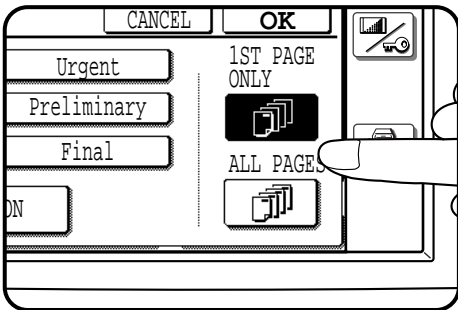 CANCEL OK
Urgent
Preliminary
Final
ON
1ST PAGE
ONLY
ALL PAGES